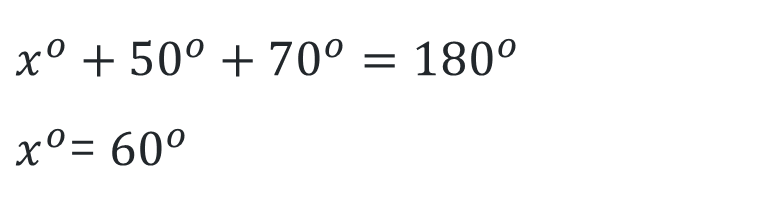 x° + 50° + 70° = 180°
x° = 60°